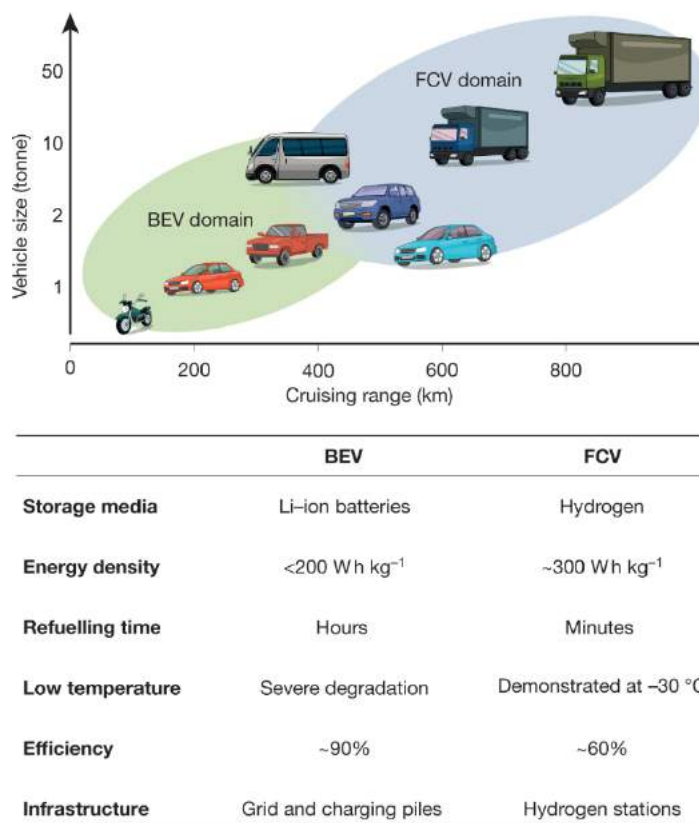 50
FCV domain
10
Vehicle size (tonne)
2
BEV domain
1
0 200 400 600 800
Cruising range (km)
BEV FCV
Storage media Li–ion batteries Hydrogen
Energy density <200 Wh kg⁻¹ ~300 Wh kg⁻¹
Refuelling time Hours Minutes
Low temperature Severe degradation Demonstrated at –30 °C
Efficiency ~90% ~60%
Infrastructure Grid and charging piles Hydrogen stations